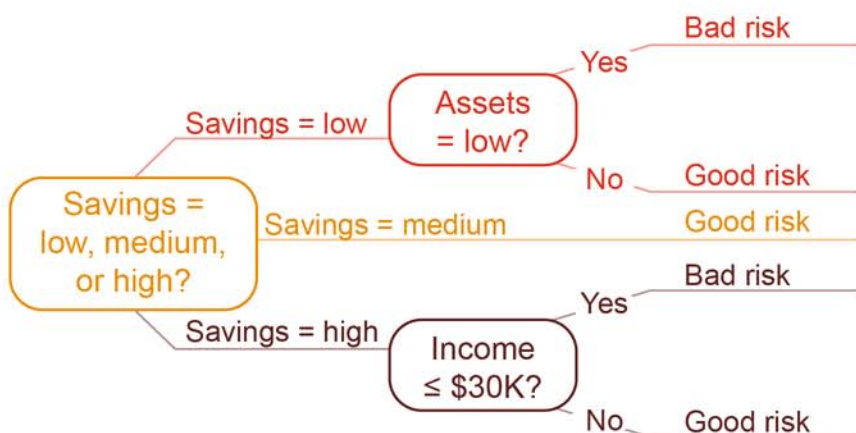 Bad risk
Yes
Assets
= low?
Savings = low
No
Good risk
Savings =
low, medium,
or high?
Savings = medium
Good risk
Bad risk
Yes
Savings = high
Income
≤ $30K?
No
Good risk